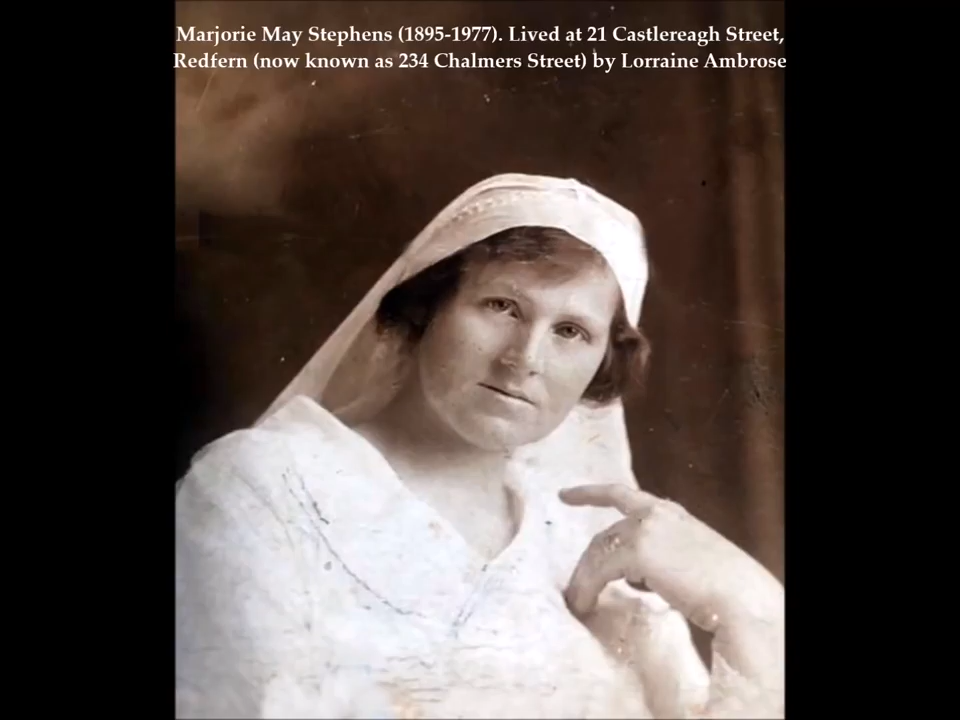 Marjorie May Stephens (1895-1977). Lived at 21 Castlereagh Street,
Redfern (now known as 234 Chalmers Street) by Lorraine Ambrose